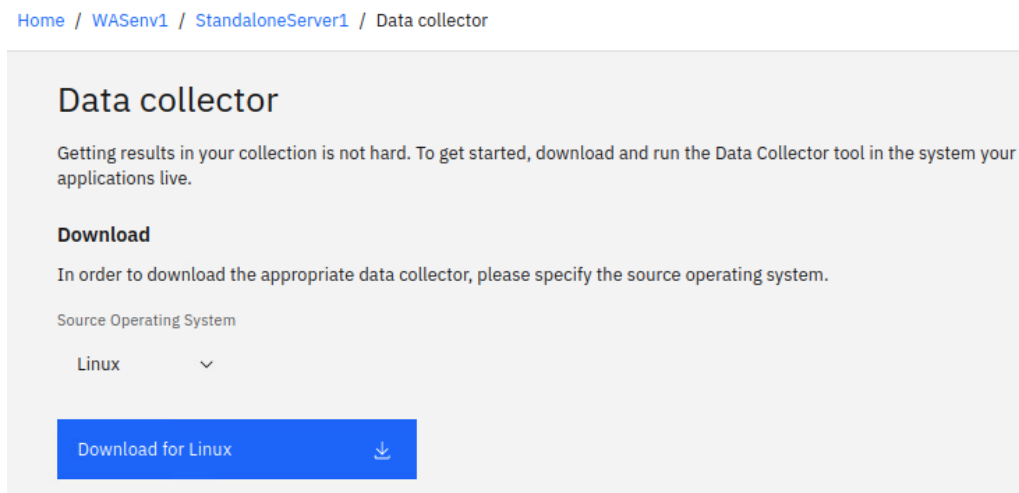 Home / WASenv1 / StandaloneServer1 / Data collector
Data collector
Getting results in your collection is not hard. To get started, download and run the Data Collector tool in the system your
applications live.
Download
In order to download the appropriate data collector, please specify the source operating system.
Source Operating System
Linux
Download for Linux